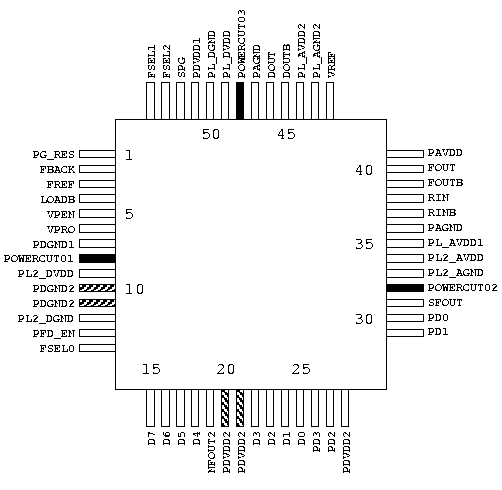 FSEL1
FSEL2
SPG
PDVDD1
PL_DGND
PL_DVDD
POWERCUT03
PAGND
DOUT
DOUTB
PL_AVDD2
PL_AGND2
VREF
50
45
PG_RES
FBACK
FREF
LOADB
VPEN
VPRO
PDGND1
POWERCUT01
PL2_DVDD
PDGND2
PDGND2
PL2_DGND
PFD_EN
FSEL0
1
5
10
40
35
30
PAVDD
FOUT
FOUTB
RIN
RINB
PAGND
PL_AVDD1
PL2_AVDD
PL2_AGND
POWERCUT02
SFOUT
PD0
PD1
15
20
25
D7
D6
D5
D4
NFOUT2
PDVDD2
PDVDD2
D3
D2
D1
D0
PD3
PD2
PDVDD2